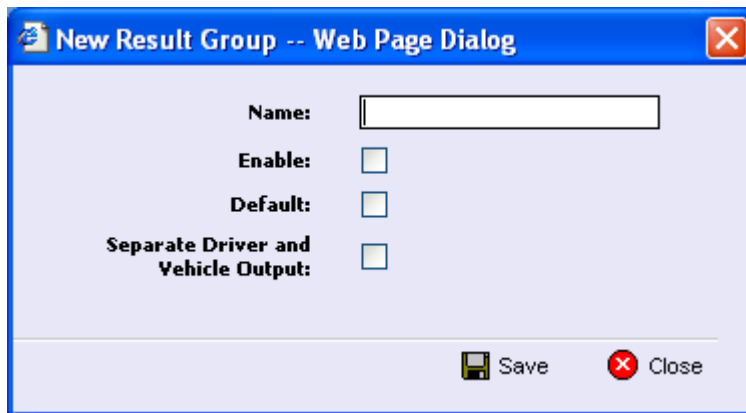 New Result Group -- Web Page Dialog
Name:
Enable:
Default:
Separate Driver and
Vehicle Output:
Save
Close